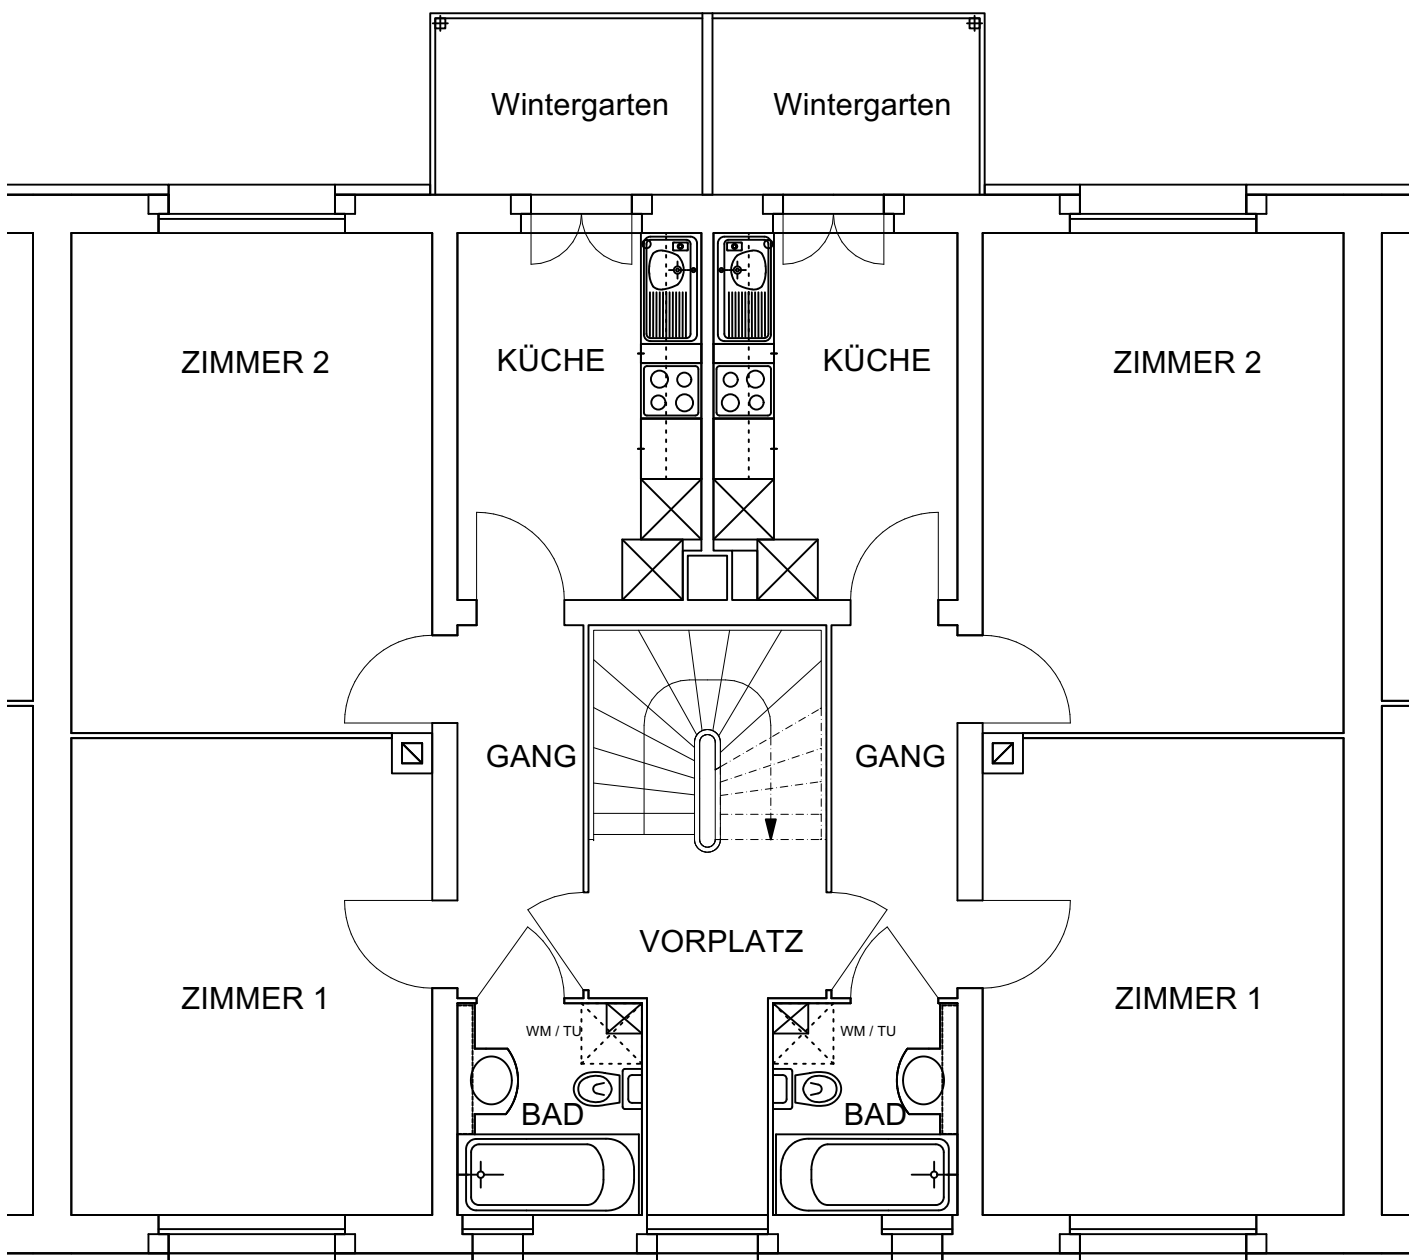 Wintergarten
Wintergarten
ZIMMER 2
KÜCHE
KÜCHE
ZIMMER 2
GANG
GANG
VORPLATZ
ZIMMER 1
ZIMMER 1
WM / TU
WM / TU
BAD
BAD